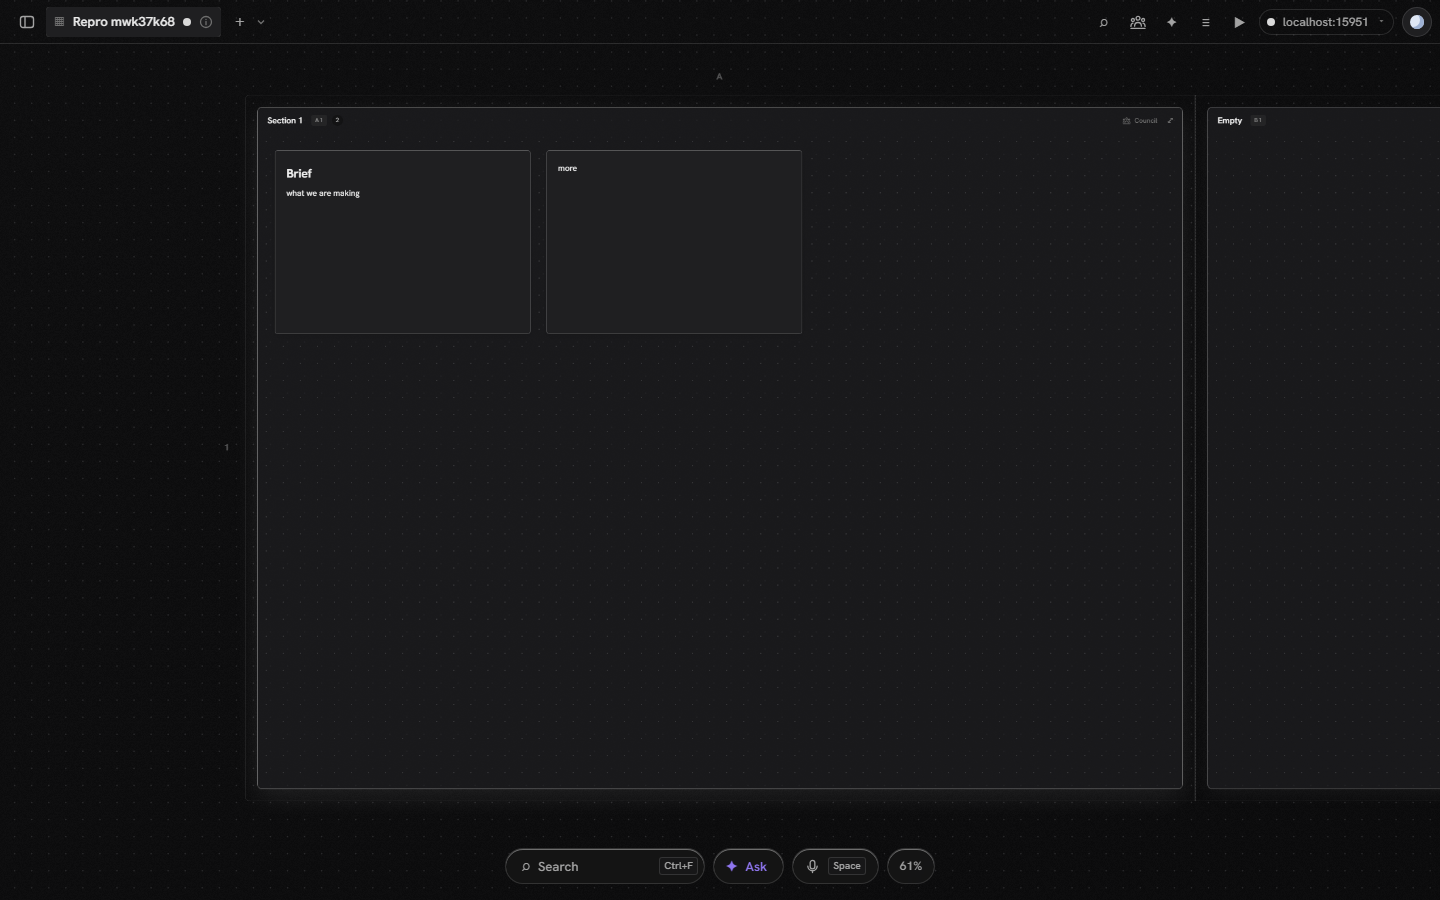 Repro mwk37k68
localhost:15951
A
Section 1 A1 2
Council
Empty B1
Brief
what we are making
more
1
Search Ctrl+F
Ask
Space
61%